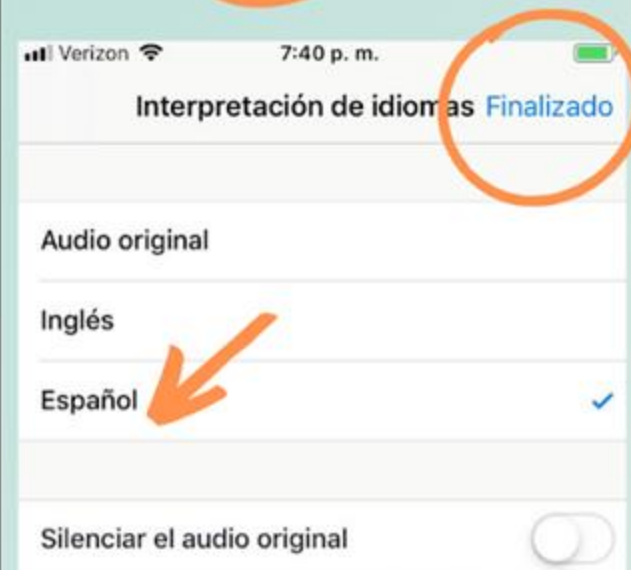 Verizon 7:40 p. m.
Interpretación de idiomas Finalizado
Audio original
Inglés
Español
Silenciar el audio original